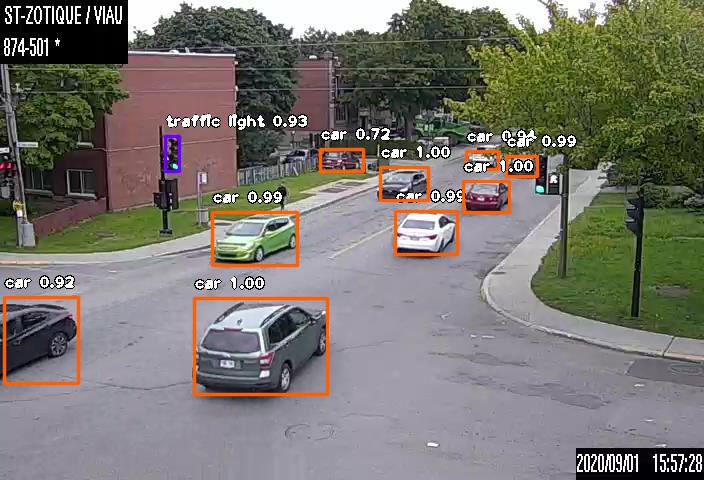 ST-ZOTIQUE / VIAU
874-501 *
traffic light 0.93
car 0.72
car 0.94
car 0.99
car 1.00
car 1.00
car 0.99
car 0.99
car 0.92
car 1.00
2020/09/01 15:57:28